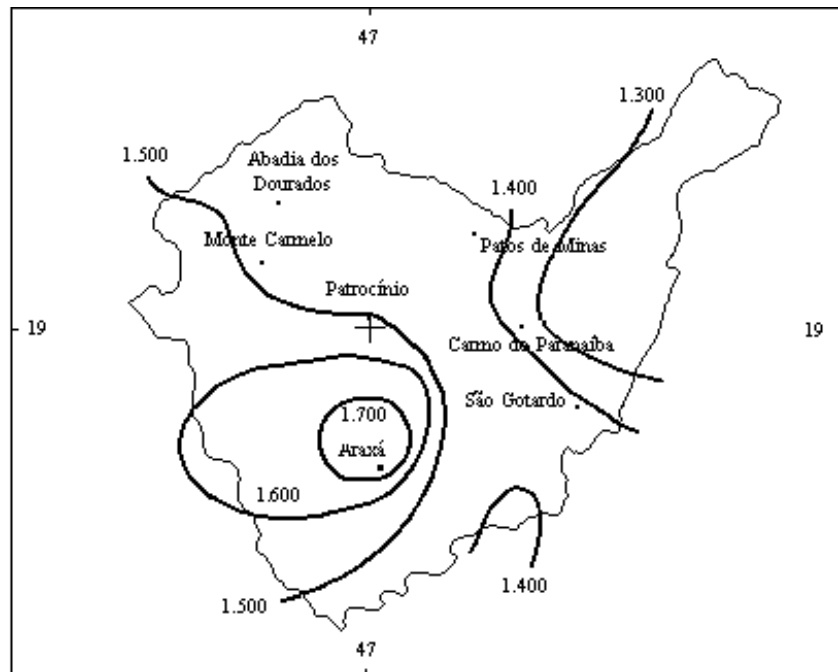 47
1.300
1.500
Abadia dos
Dourados
1.400
Monte Carmelo
Patos de Minas
Patrocínio
19
19
Carmo do Paranaíba
São Gotardo
1.700
Araxá
1.600
1.500
1.400
47